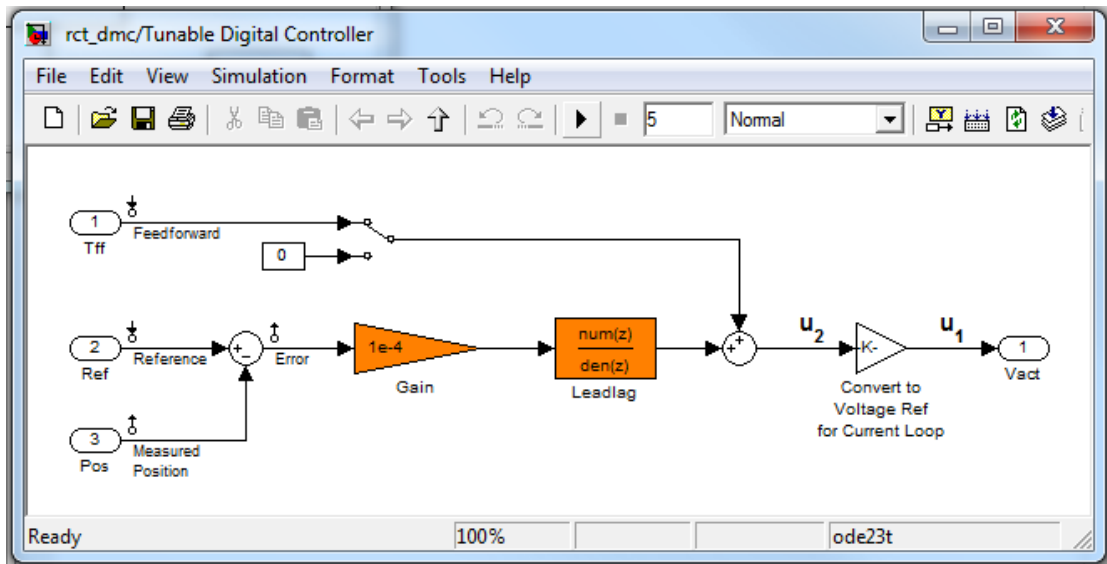 rct_dmc/Tunable Digital Controller
File Edit View Simulation Format Tools Help
5 Normal
1
Feedforward
Tff
0
2
Reference
Ref
+
−
Error
1e-4
Gain
num(z)
den(z)
Leadlag
+
+
u2
K-
u1
1
Vact
Convert to
Voltage Ref
for Current Loop
3
Measured
Position
Pos
Ready 100% ode23t